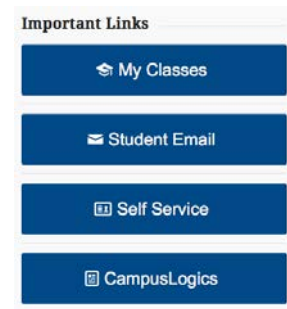 Important Links
My Classes
Student Email
Self Service
CampusLogics